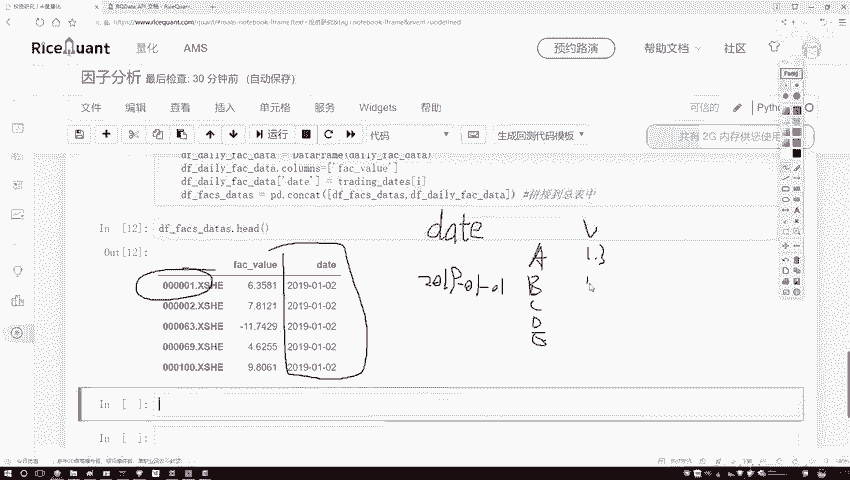 RQData API 文档 - RiceQuant
RiceQuant 量化 AMS 预约路演 帮助文档 社区
因子分析 最后检查: 30 分钟前 (自动保存)
文件 编辑 查看 插入 单元格 服务 Widgets 帮助 可信的
运行 代码 生成回测代码模板 共有 2G 内存供您使用
df_daily_fac_data = DataFrame(daily_fac_data)
df_daily_fac_data.columns=['fac_value']
df_daily_fac_data['date'] = trading_dates[i]
df_facs_datas = pd.concat([df_facs_datas,df_daily_fac_data]) #拼接到总表中
In [12]: df_facs_datas.head()
Out[12]:
fac_value date
000001.XSHE 6.3581 2019-01-02
000002.XSHE 7.8121 2019-01-02
000063.XSHE -11.7429 2019-01-02
000069.XSHE 4.6255 2019-01-02
000100.XSHE 9.8061 2019-01-02
date V
A 1.3
2019-01-01 B
C
D
In [ ]:
In [ ]: